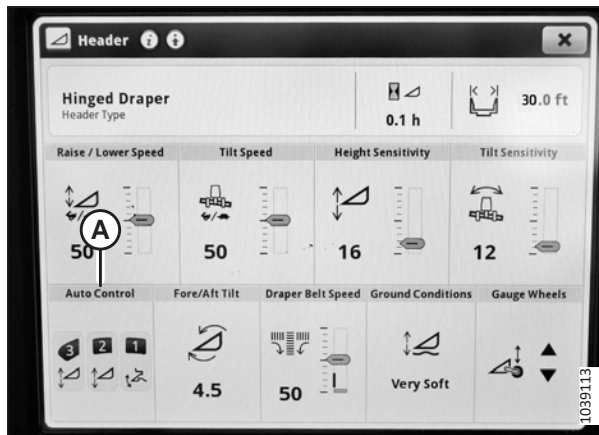 Header i
Hinged Draper
Header Type
0.1 h
30.0 ft
Raise / Lower Speed Tilt Speed Height Sensitivity Tilt Sensitivity
A
50 50 16 12
Auto Control Fore/Aft Tilt Draper Belt Speed Ground Conditions Gauge Wheels
3 2 1
4.5 50 Very Soft
1039113